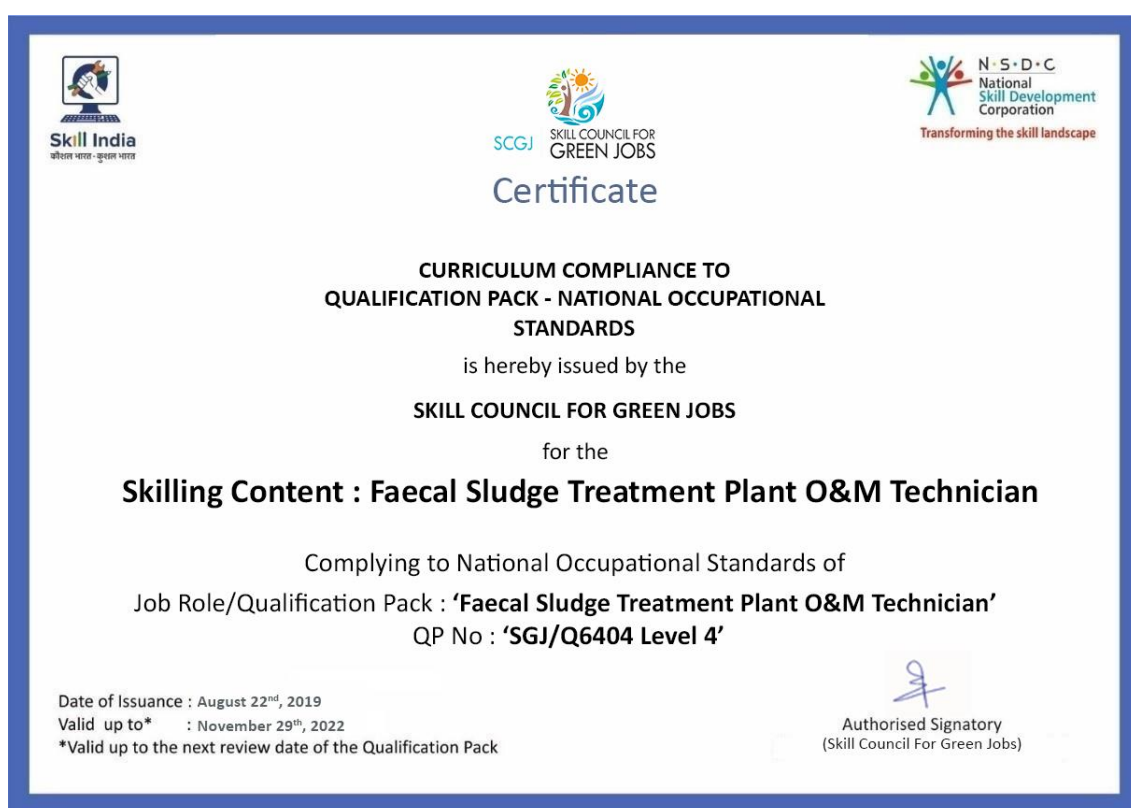 Skill India
कौशल भारत - कुशल भारत
SCGJ SKILL COUNCIL FOR
GREEN JOBS
N·S·D·C
National
Skill Development
Corporation
Transforming the skill landscape
Certificate
CURRICULUM COMPLIANCE TO
QUALIFICATION PACK - NATIONAL OCCUPATIONAL
STANDARDS
is hereby issued by the
SKILL COUNCIL FOR GREEN JOBS
for the
Skilling Content : Faecal Sludge Treatment Plant O&M Technician
Complying to National Occupational Standards of
Job Role/Qualification Pack : ‘Faecal Sludge Treatment Plant O&M Technician’
QP No : ‘SGJ/Q6404 Level 4’
Date of Issuance : August 22nd, 2019
Valid up to* : November 29th, 2022
*Valid up to the next review date of the Qualification Pack
Authorised Signatory
(Skill Council For Green Jobs)